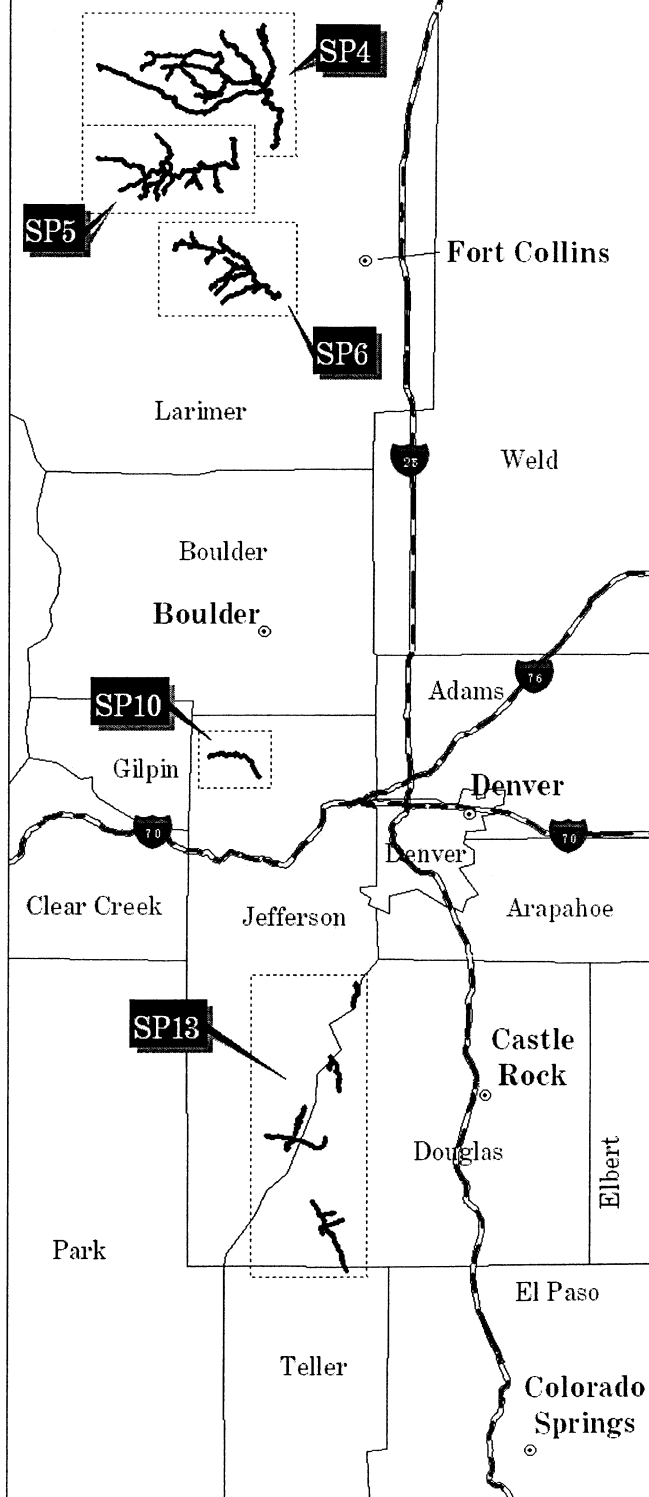 SP4
SP5
Fort Collins
SP6
Larimer
25
Weld
Boulder
Boulder
76
Adams
SP10
Gilpin
Denver
70
70
Denver
Clear Creek
Jefferson
Arapahoe
SP13
Castle
Rock
Douglas
Elbert
Park
El Paso
Teller
Colorado
Springs